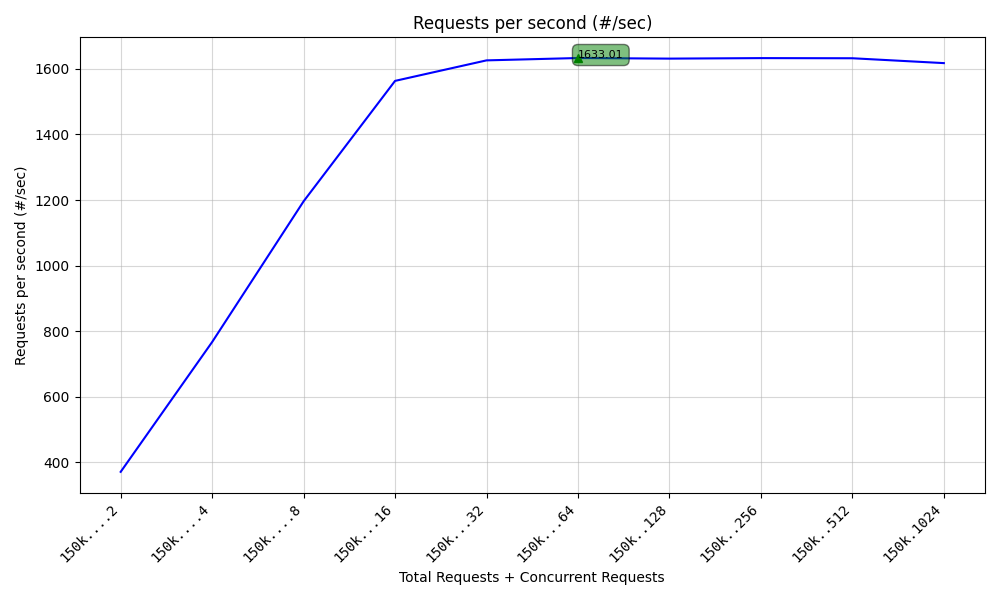 Requests per second (#/sec)
1633.01
1600
1400
1200
1000
800
600
400
Requests per second (#/sec)
150k....2
150k....4
150k....8
150k...16
150k...32
150k...64
150k..128
150k..256
150k..512
150k.1024
Total Requests + Concurrent Requests